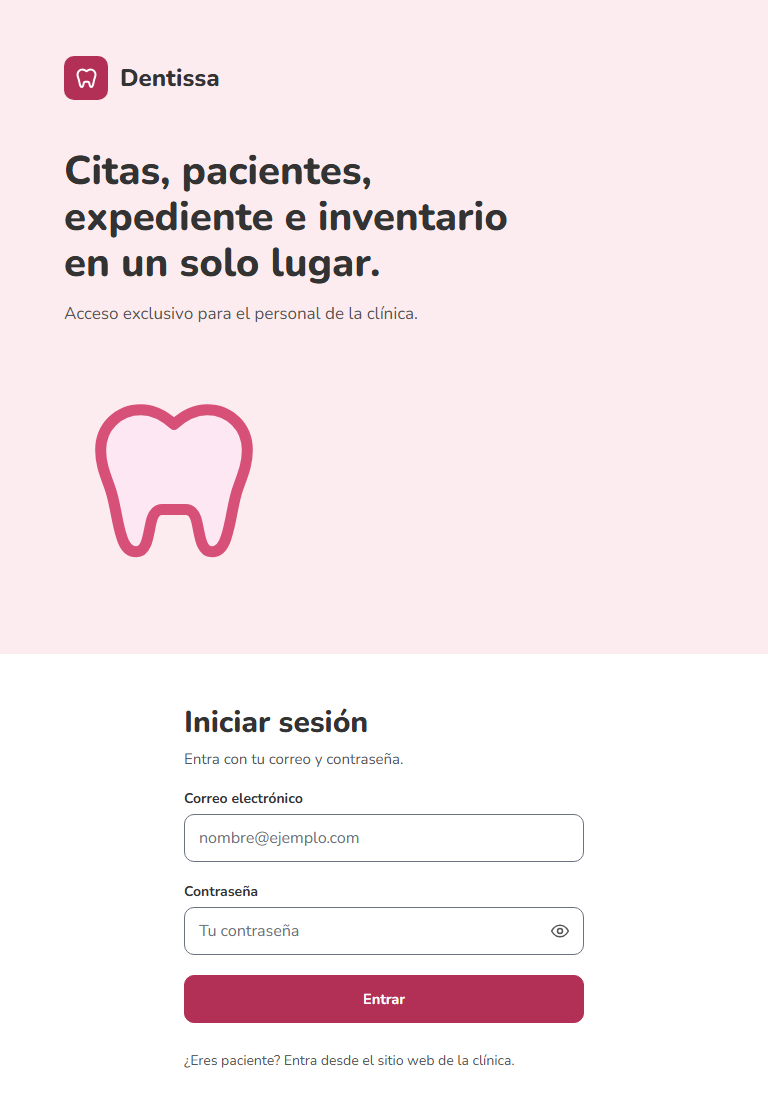 Dentissa
Citas, pacientes,
expediente e inventario
en un solo lugar.
Acceso exclusivo para el personal de la clínica.
Iniciar sesión
Entra con tu correo y contraseña.
Correo electrónico
nombre@ejemplo.com
Contraseña
Tu contraseña
Entrar
¿Eres paciente? Entra desde el sitio web de la clínica.